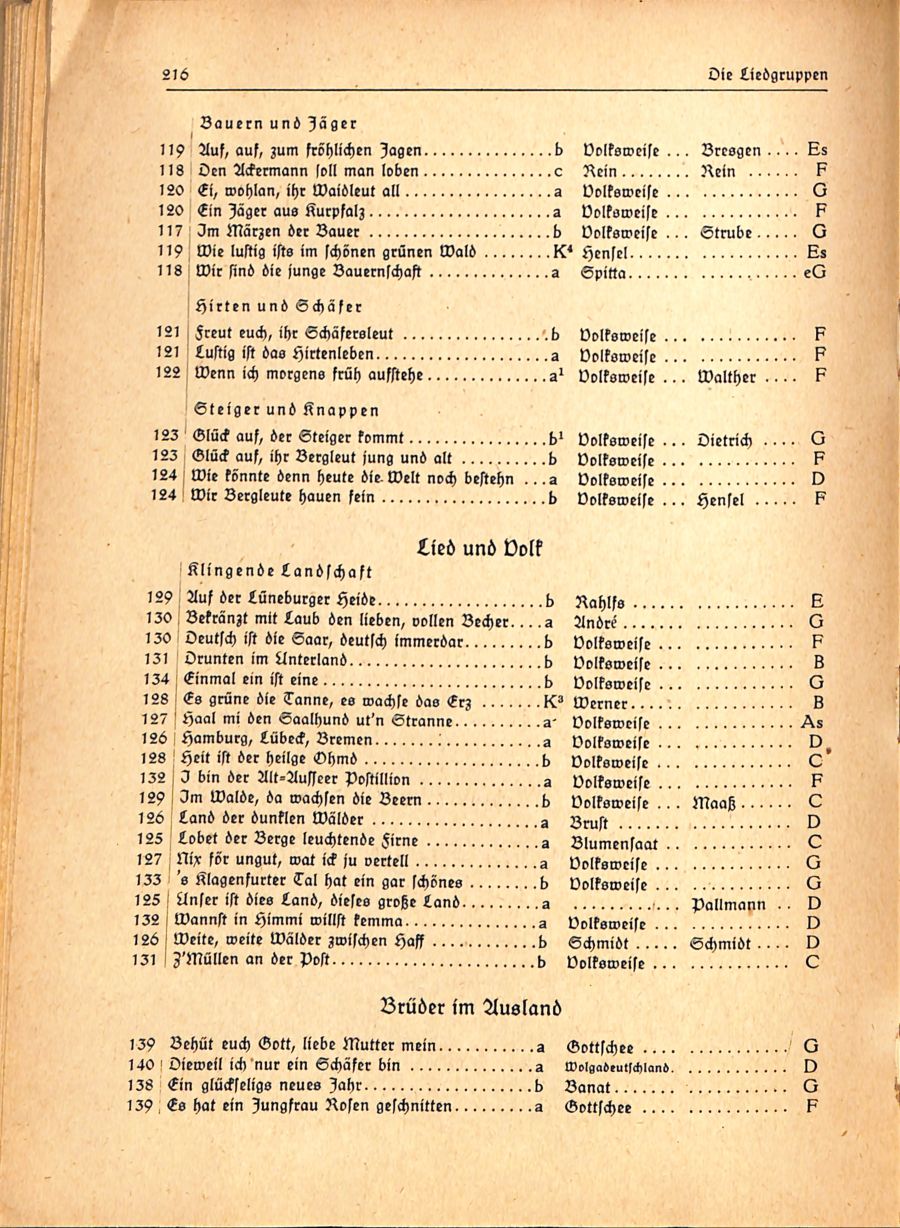 216 Die Liedgruppen
Bauern und Jäger
119 Auf, auf, zum fröhlichen Jagen..............b Volksweise ... Bresgen .... Es
118 Den Ackermann soll man loben..............c Rein........ Rein ...... F
120 Ei, wohlan, ihr Waidleut all..............a Volksweise ... ........... G
120 Ein Jäger aus Kurpfalz..............a Volksweise ... ........... F
117 Im Märzen der Bauer ..............b Volksweise ... Strube..... G
119 Wie lustig ists im schönen grünen Wald ........K⁴ Hensel....... ........... Es
118 Wir sind die junge Bauernschaft ..............a Spitta........ ........... eG
Hirten und Schäfer
121 Freut euch, ihr Schäfersleut ..............b Volksweise ... ........... F
121 Lustig ist das Hirtenleben..............a Volksweise ... ........... F
122 Wenn ich morgens früh aufstehe..............a¹ Volksweise ... Walther .... F
Steiger und Knappen
123 Glück auf, der Steiger kommt..............b¹ Volksweise ... Dietrich .... G
123 Glück auf, ihr Bergleut jung und alt ..........b Volksweise ... ........... F
124 Wie könnte denn heute die Welt noch bestehn ...a Volksweise ... ........... D
124 Wir Bergleute hauen fein ..............b Volksweise ... Hensel ..... F
Lied und Volk
Klingende Landschaft
129 Auf der Lüneburger Heide..............b Rahlfs ...... ........... E
130 Bekränzt mit Laub den lieben, vollen Becher....a André ....... ........... G
130 Deutsch ist die Saar, deutsch immerdar.........b Volksweise ... ........... F
131 Drunten im Unterland..............b Volksweise ... ........... B
134 Einmal ein ist eine ..............b Volksweise ... ........... G
128 Es grüne die Tanne, es wachse das Erz .......K³ Werner....... ........... B
127 Haal mi den Saalhund ut'n Stranne..........a Volksweise ... ........... As
126 Hamburg, Lübeck, Bremen..............a Volksweise ... ........... D
128 Heit ist der heilge Ohmd ..............b Volksweise ... ........... C
132 I bin der Alt-Ausseer Postillion ..............a Volksweise ... ........... F
129 Im Walde, da wachsen die Beern ..............b Volksweise ... Maaß...... C
126 Land der dunklen Wälder ..............a Brust ....... ........... D
125 Lobet der Berge leuchtende Firne ..............a Blumensaat .. ........... C
127 Nix för ungut, wat ick ju vertell ..............a Volksweise ... ........... G
133 's Klagenfurter Tal hat ein gar schönes ........b Volksweise ... ........... G
125 Unser ist dies Land, dieses große Land.........a ............ Pallmann .. D
132 Wannst in Himmi willst kemma..............a Volksweise ... ........... D
126 Weite, weite Wälder zwischen Haff ............b Schmidt ..... Schmidt.... D
131 Z'Müllen an der Post..............b Volksweise ... ........... C
Brüder im Ausland
139 Behüt euch Gott, liebe Mutter mein...........a Gottschee .... ........... G
140 Dieweil ich nur ein Schäfer bin ..............a Wolgadeutschland. ........... D
138 Ein glückseligs neues Jahr..............b Banat....... ........... G
139 Es hat ein Jungfrau Rosen geschnitten.........a Gottschee .... ........... F